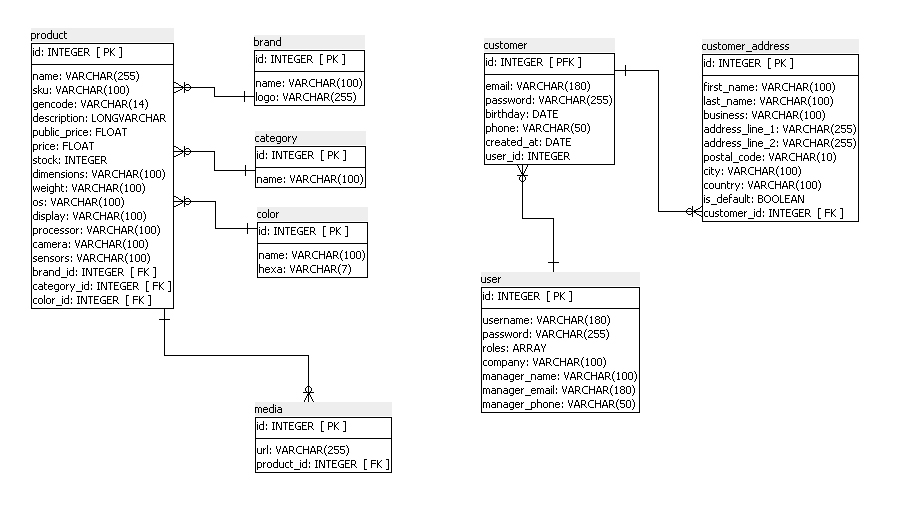 product
id: INTEGER [ PK ]
name: VARCHAR(255)
sku: VARCHAR(100)
gencode: VARCHAR(14)
description: LONGVARCHAR
public_price: FLOAT
price: FLOAT
stock: INTEGER
dimensions: VARCHAR(100)
weight: VARCHAR(100)
os: VARCHAR(100)
display: VARCHAR(100)
processor: VARCHAR(100)
camera: VARCHAR(100)
sensors: VARCHAR(100)
brand_id: INTEGER [ FK ]
category_id: INTEGER [ FK ]
color_id: INTEGER [ FK ]
brand
id: INTEGER [ PK ]
name: VARCHAR(100)
logo: VARCHAR(255)
category
id: INTEGER [ PK ]
name: VARCHAR(100)
color
id: INTEGER [ PK ]
name: VARCHAR(100)
hexa: VARCHAR(7)
media
id: INTEGER [ PK ]
url: VARCHAR(255)
product_id: INTEGER [ FK ]
customer
id: INTEGER [ PFK ]
email: VARCHAR(180)
password: VARCHAR(255)
birthday: DATE
phone: VARCHAR(50)
created_at: DATE
user_id: INTEGER
customer_address
id: INTEGER [ PK ]
first_name: VARCHAR(100)
last_name: VARCHAR(100)
business: VARCHAR(100)
address_line_1: VARCHAR(255)
address_line_2: VARCHAR(255)
postal_code: VARCHAR(10)
city: VARCHAR(100)
country: VARCHAR(100)
is_default: BOOLEAN
customer_id: INTEGER [ FK ]
user
id: INTEGER [ PK ]
username: VARCHAR(180)
password: VARCHAR(255)
roles: ARRAY
company: VARCHAR(100)
manager_name: VARCHAR(100)
manager_email: VARCHAR(180)
manager_phone: VARCHAR(50)